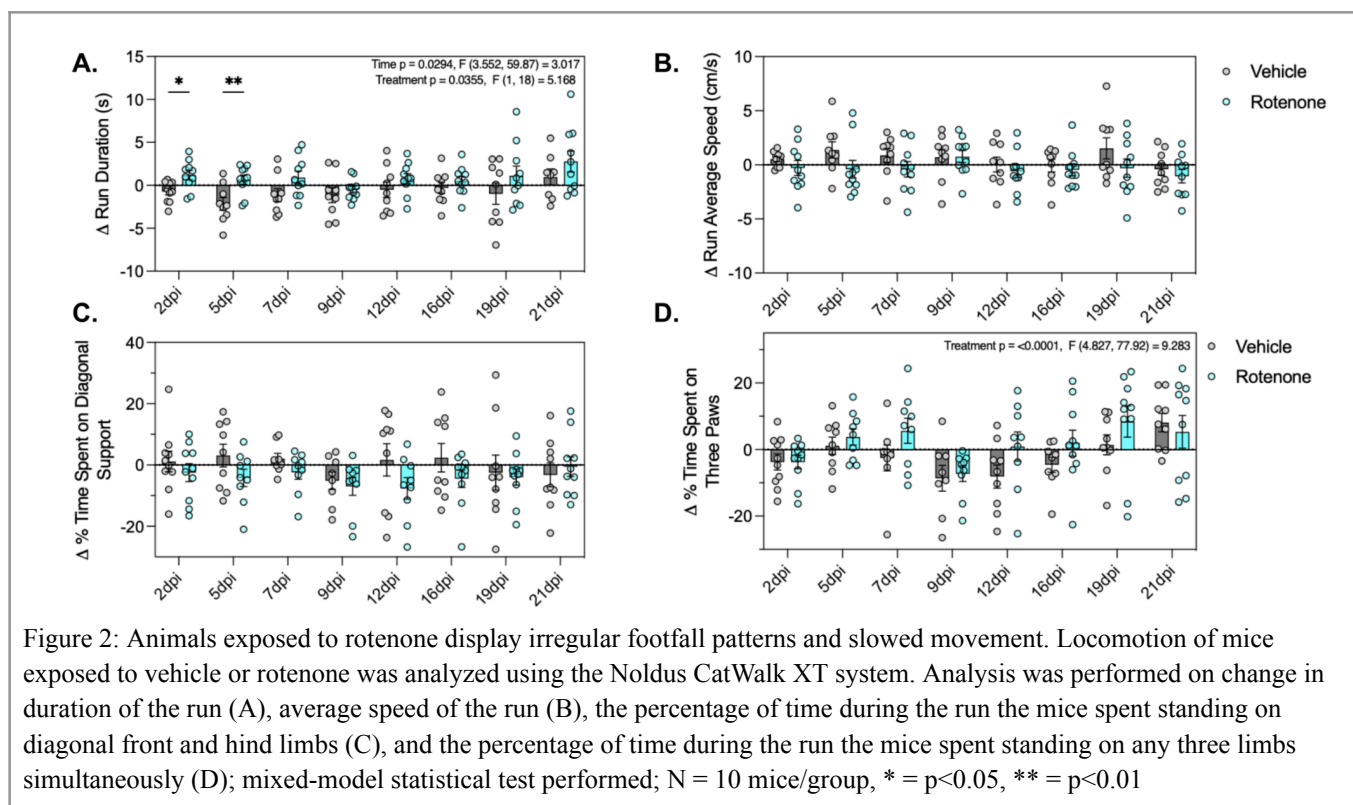 A.
Δ Run Duration (s)
15
10
5
0
-5
-10
* **
Time p = 0.0294, F (3.552, 59.87) = 3.017
Treatment p = 0.0355, F (1, 18) = 5.168
2dpi 5dpi 7dpi 9dpi 12dpi 16dpi 19dpi 21dpi
B.
Δ Run Average Speed (cm/s)
10
5
0
-5
-10
2dpi 5dpi 7dpi 9dpi 12dpi 16dpi 19dpi 21dpi
Vehicle
Rotenone
C.
Δ % Time Spent on Diagonal
Support
40
20
0
-20
2dpi 5dpi 7dpi 9dpi 12dpi 16dpi 19dpi 21dpi
D.
Δ % Time Spent on
Three Paws
20
0
-20
Treatment p = <0.0001, F (4.827, 77.92) = 9.283
2dpi 5dpi 7dpi 9dpi 12dpi 16dpi 19dpi 21dpi
Vehicle
Rotenone
Figure 2: Animals exposed to rotenone display irregular footfall patterns and slowed movement. Locomotion of mice
exposed to vehicle or rotenone was analyzed using the Noldus CatWalk XT system. Analysis was performed on change in
duration of the run (A), average speed of the run (B), the percentage of time during the run the mice spent standing on
diagonal front and hind limbs (C), and the percentage of time during the run the mice spent standing on any three limbs
simultaneously (D); mixed-model statistical test performed; N = 10 mice/group, * = p<0.05, ** = p<0.01